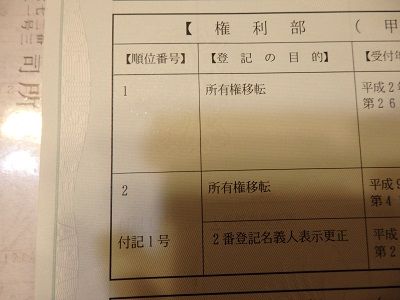 【 権 利 部 （ 甲
【順位番号】 【登 記 の 目 的】 【受付年
1 所有権移転 平成2年
第26
2 所有権移転 平成9
第4
付記1号 2番登記名義人表示更正 平成
第2
司所